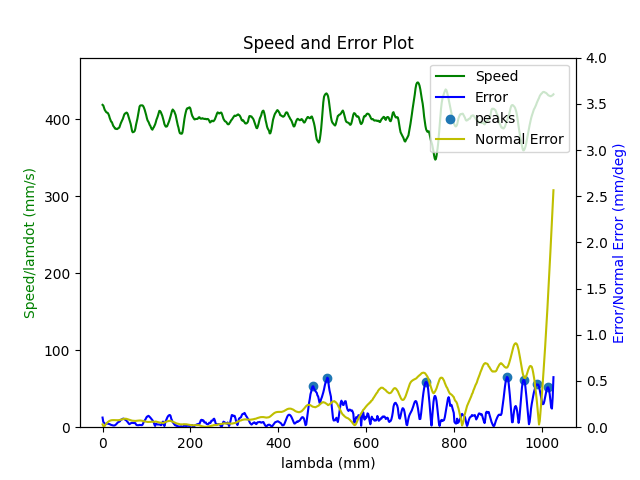 Speed and Error Plot
Speed/lamdot (mm/s)
400
300
200
100
0
Speed
Error
peaks
Normal Error
4.0
3.5
3.0
2.5
2.0
1.5
1.0
0.5
0.0
Error/Normal Error (mm/deg)
0 200 400 600 800 1000
lambda (mm)